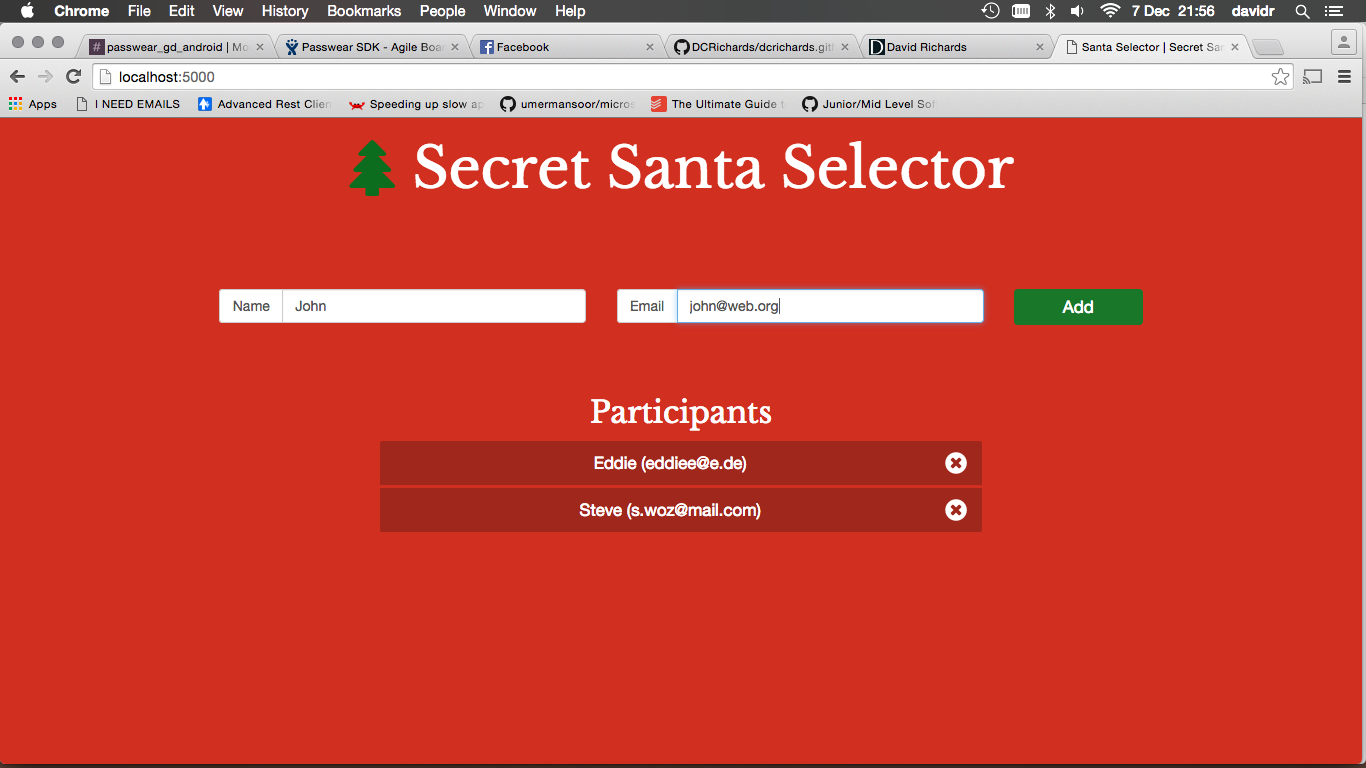 Chrome File Edit View History Bookmarks People Window Help 7 Dec 21:56 davidr
# passwear_gd_android | Mo Passwear SDK - Agile Boar Facebook DCRichards/dcrichards.git David Richards Santa Selector | Secret San
localhost:5000
Apps I NEED EMAILS Advanced Rest Clien Speeding up slow ap umermansoor/micros The Ultimate Guide t Junior/Mid Level Sof
Secret Santa Selector
Name John Email john@web.org Add
Participants
Eddie (eddiee@e.de)
Steve (s.woz@mail.com)